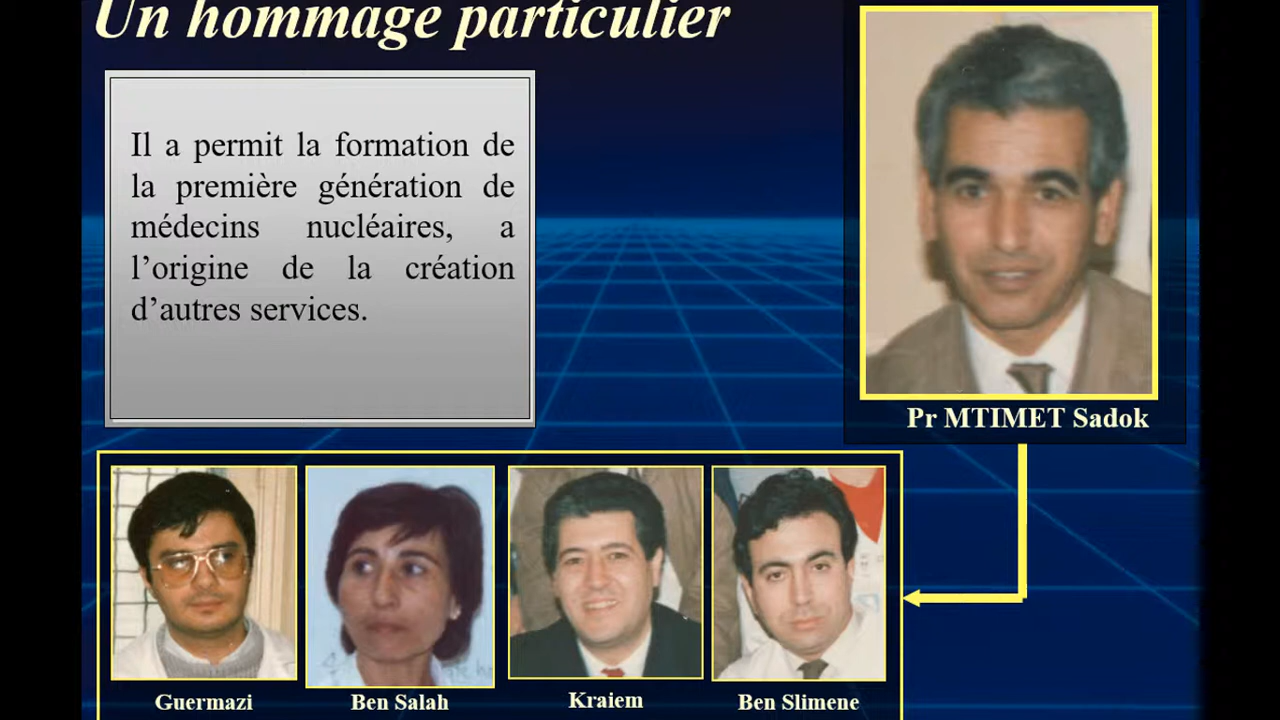 Un hommage particulier
Il a permit la formation de
la première génération de
médecins nucléaires, a
l’origine de la création
d’autres services.
Pr MTIMET Sadok
Guermazi
Ben Salah
Kraiem
Ben Slimene